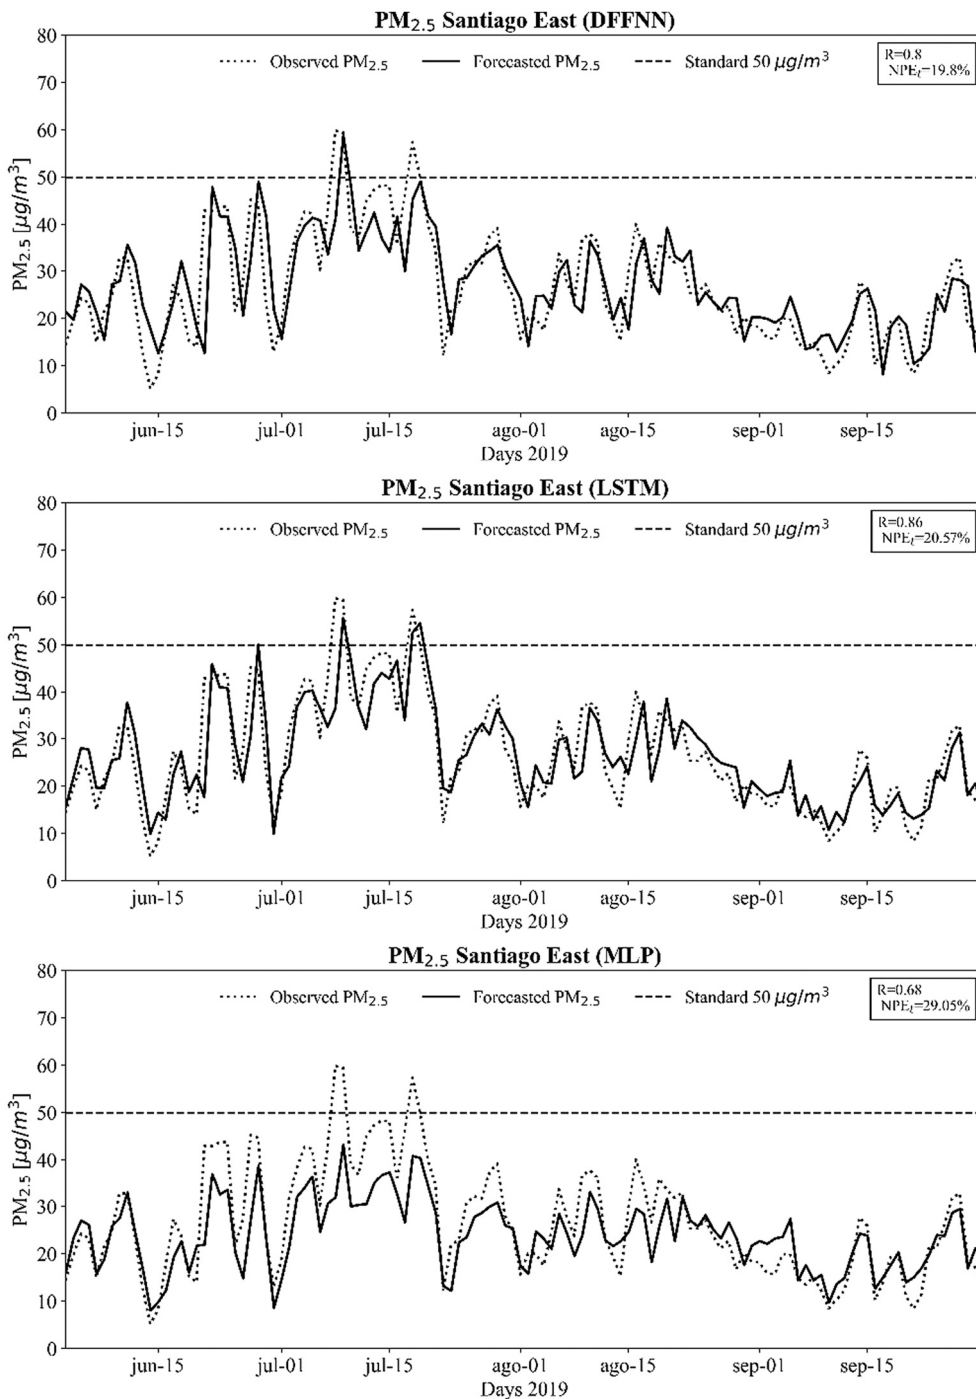 PM2.5 Santiago East (DFFNN)
80
Observed PM2.5 Forecasted PM2.5 Standard 50 μg/m³
R=0.8
NPEt=19.8%
70
60
50
40
30
20
10
0
PM2.5 [μg/m³]
jun-15 jul-01 jul-15 ago-01 ago-15 sep-01 sep-15
Days 2019
PM2.5 Santiago East (LSTM)
80
Observed PM2.5 Forecasted PM2.5 Standard 50 μg/m³
R=0.86
NPEt=20.57%
70
60
50
40
30
20
10
0
PM2.5 [μg/m³]
jun-15 jul-01 jul-15 ago-01 ago-15 sep-01 sep-15
Days 2019
PM2.5 Santiago East (MLP)
80
Observed PM2.5 Forecasted PM2.5 Standard 50 μg/m³
R=0.68
NPEt=29.05%
70
60
50
40
30
20
10
0
PM2.5 [μg/m³]
jun-15 jul-01 jul-15 ago-01 ago-15 sep-01 sep-15
Days 2019